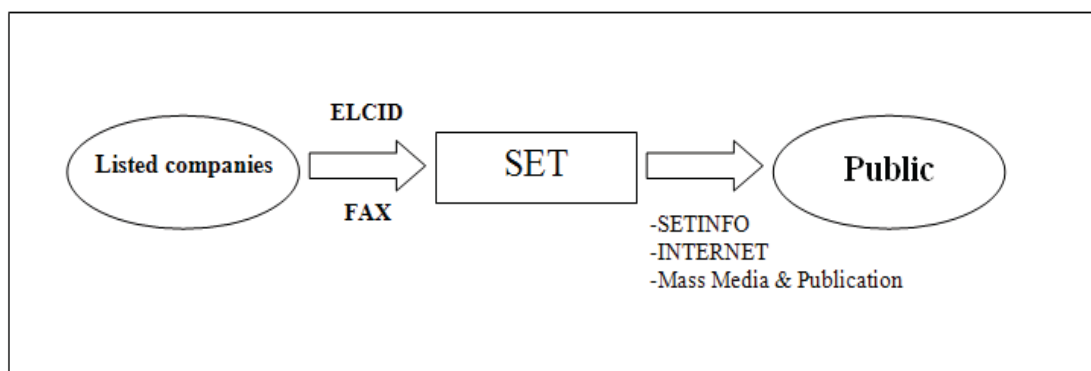 ELCID
Listed companies
SET
Public
FAX
-SETINFO
-INTERNET
-Mass Media & Publication